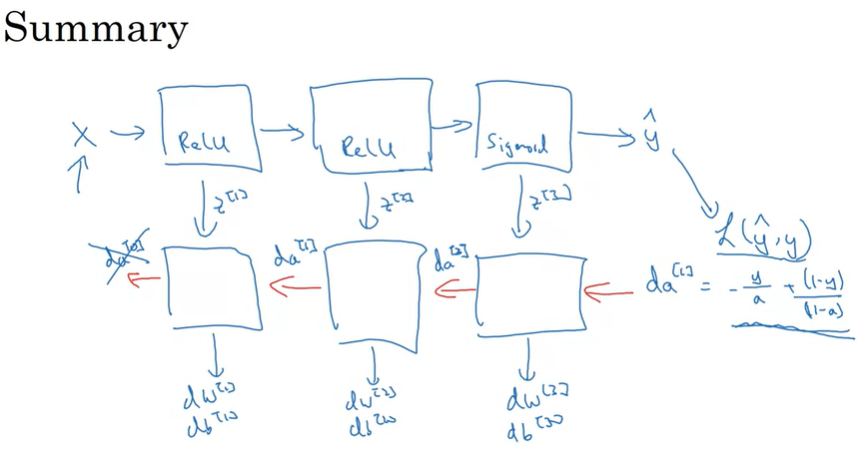 Summary
X → ReLU → ReLU → Sigmoid → ŷ
z^[1] z^[2] z^[3]
L(ŷ, y)
da^[0] da^[1] da^[2] da^[l] = - y/a + (1-y)/(1-a)
dw^[1] dw^[2] dw^[3]
db^[1] db^[2] db^[3]